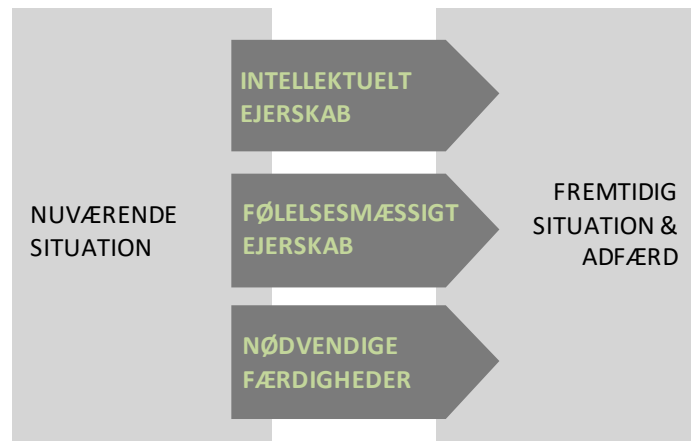 NUVÆRENDE
SITUATION
INTELLEKTUELT
EJERSKAB
FØLELSESMÆSSIGT
EJERSKAB
NØDVENDIGE
FÆRDIGHEDER
FREMTIDIG
SITUATION &
ADFÆRD